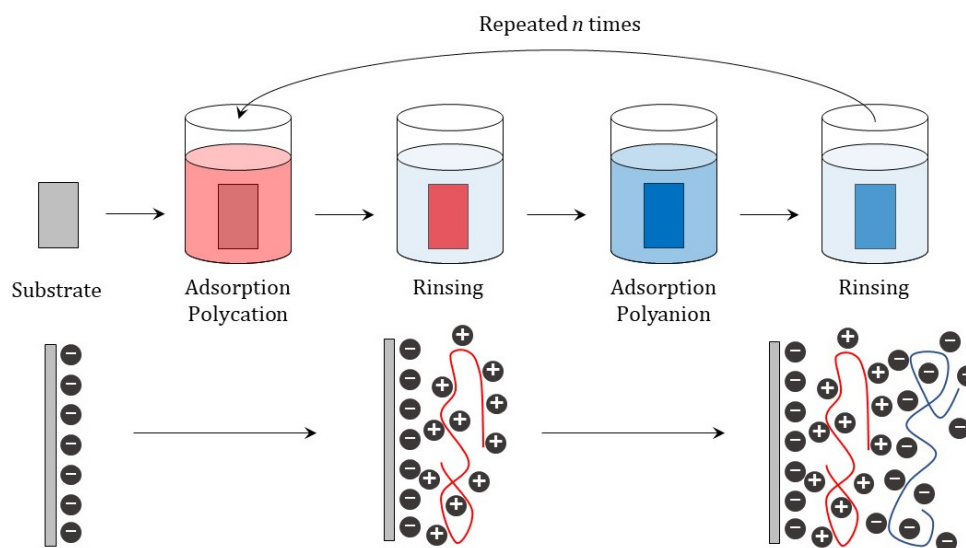 Repeated n times
Substrate
Adsorption
Polycation
Rinsing
Adsorption
Polyanion
Rinsing